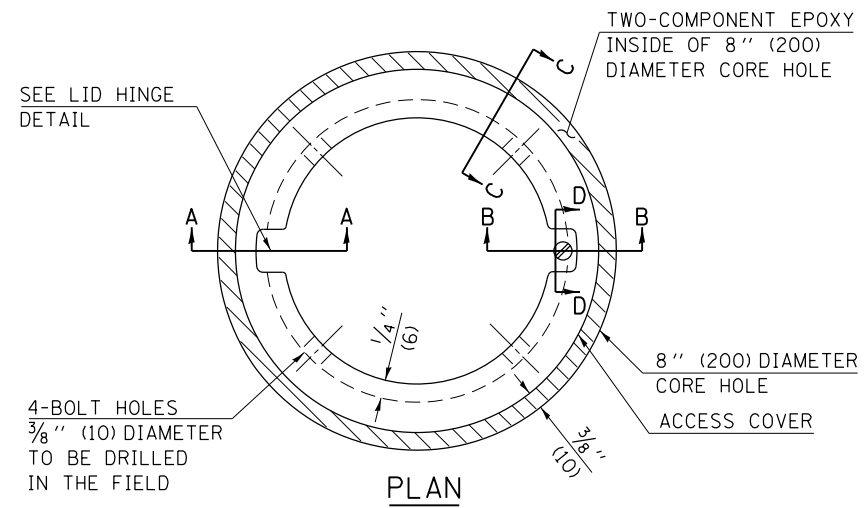 TWO-COMPONENT EPOXY
INSIDE OF 8" (200)
DIAMETER CORE HOLE
SEE LID HINGE
DETAIL
C
C
A
A
B
B
D
D
1/4"
(6)
8" (200) DIAMETER
CORE HOLE
ACCESS COVER
4-BOLT HOLES
3/8" (10) DIAMETER
TO BE DRILLED
IN THE FIELD
3/8"
(10)
PLAN